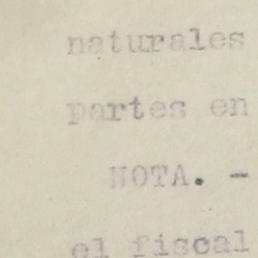 naturales
partes en
NOTA. -
el fiscal